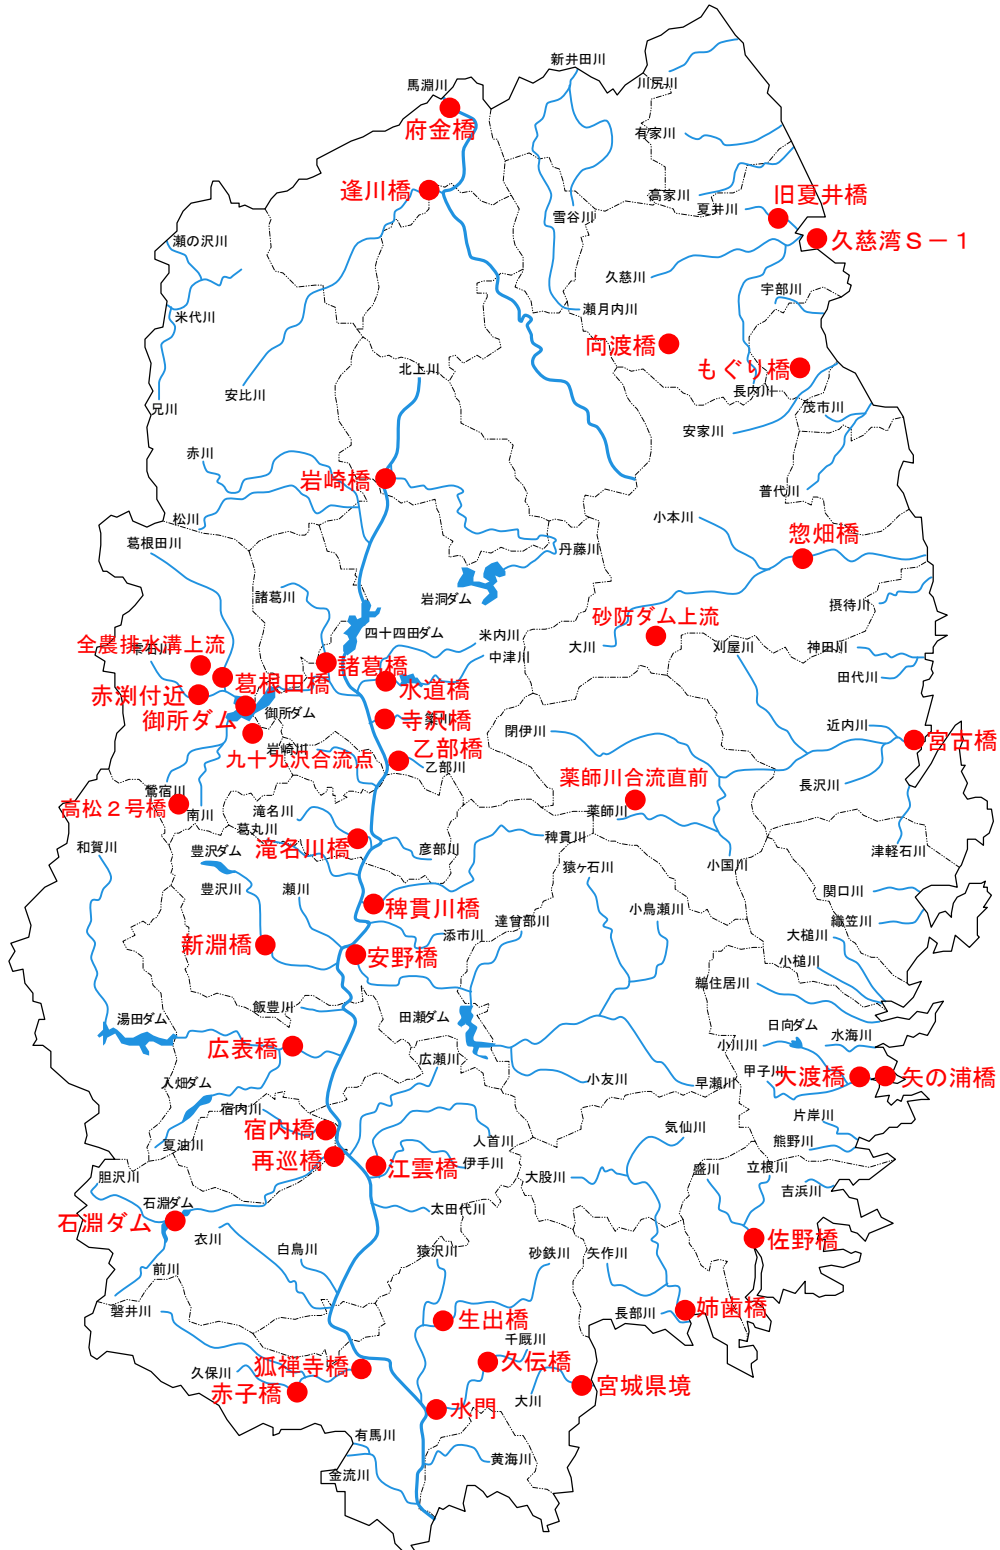 新井田川
馬淵川
川尻川
府金橋
有家川
逢川橋
高家川
夏井川
旧夏井橋
雪谷川
瀬の沢川
久慈湾Ｓ－１
久慈川
宇部川
瀬月内川
米代川
向渡橋
もぐり橋
北上川
安比川
長内川
兄川
茂市川
安家川
赤川
岩崎橋
普代川
松川
小本川
惣畑橋
葛根田川
丹藤川
諸葛川
岩洞ダム
摂待川
砂防ダム上流
四十四田ダム
米内川
大川
刈屋川
神田川
全農排水溝上流
中津川
諸葛橋
田代川
葛根田橋
水道橋
赤渕付近
御所ダム
御所ダム
寺沢橋
近内川
閉伊川
宮古橋
岩崎川
九十九沢合流点
乙部橋
乙部川
薬師川合流直前
長沢川
鶯宿川
高松２号橋
南川
滝名川
薬師川
葛丸川
稗貫川
滝名川橋
和賀川
豊沢ダム
彦部川
津軽石川
猿ヶ石川
小国川
豊沢川
瀬川
関口川
稗貫川橋
小烏瀬川
達曽部川
織笠川
添市川
大槌川
新淵橋
安野橋
小槌川
鵜住居川
飯豊川
湯田ダム
田瀬ダム
日向ダム
水海川
広表橋
小川川
広瀬川
甲子川
大渡橋
矢の浦橋
入畑ダム
小友川
早瀬川
宿内川
片岸川
宿内橋
気仙川
夏油川
人首川
熊野川
再巡橋
江雲橋
伊手川
盛川
立根川
胆沢川
大股川
吉浜川
石淵ダム
石淵ダム
太田代川
衣川
佐野橋
白鳥川
猿沢川
砂鉄川
矢作川
前川
磐井川
生出橋
長部川
姉歯橋
千厩川
狐禅寺橋
久伝橋
久保川
赤子橋
宮城県境
大川
水門
有馬川
黄海川
金流川